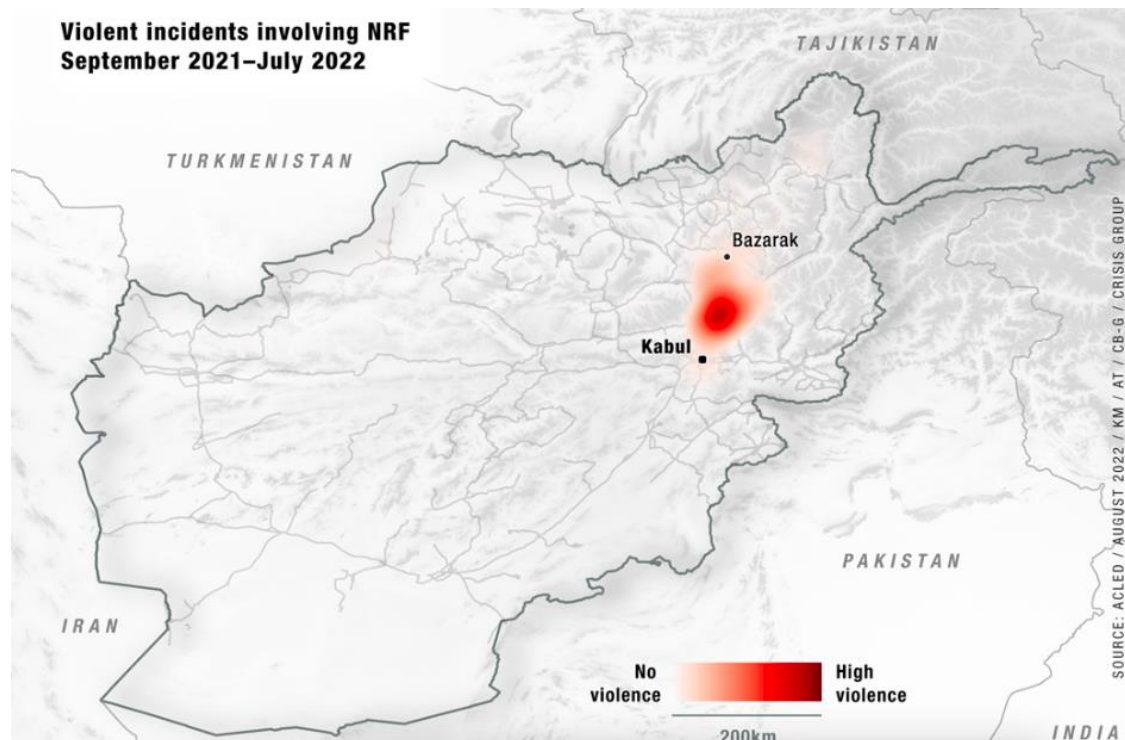 Violent incidents involving NRF
September 2021–July 2022
TAJIKISTAN
TURKMENISTAN
Bazarak
Kabul
PAKISTAN
IRAN
No
violence
High
violence
200km
INDIA
SOURCE: ACLED / AUGUST 2022 / KM / AT / CB-G / CRISIS GROUP